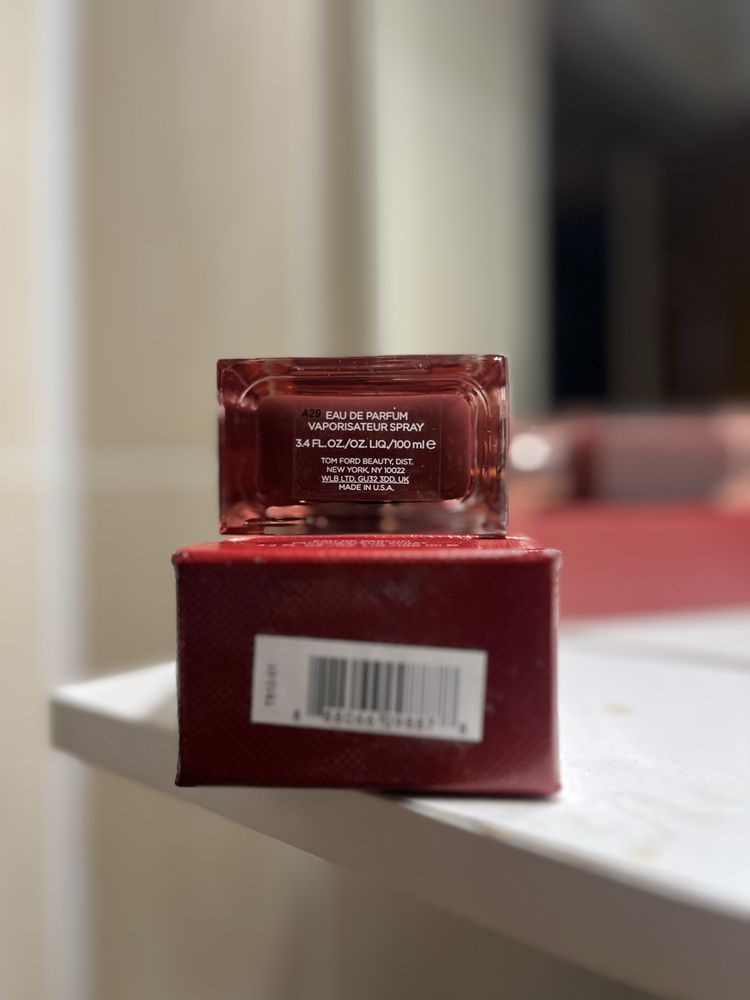 A29 EAU DE PARFUM
VAPORISATEUR SPRAY
3.4 FL.OZ./OZ. LIQ./100 ml ℮
TOM FORD BEAUTY, DIST.
NEW YORK, NY 10022
WLB LTD, GU32 3DD, UK
MADE IN U.S.A.